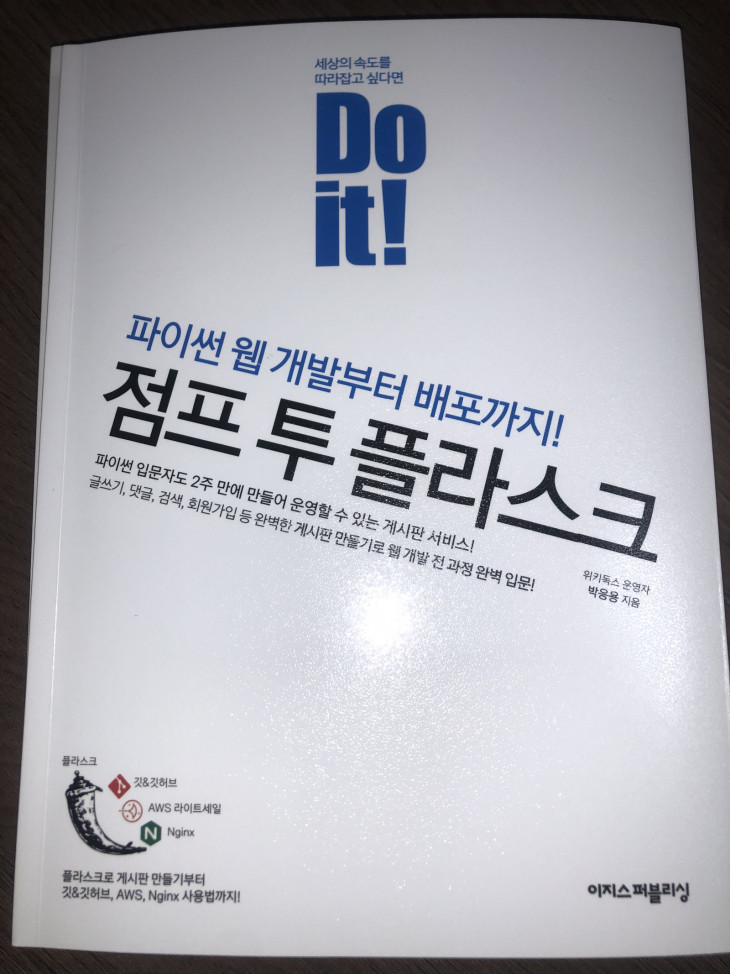 세상의 속도를
따라잡고 싶다면
Do
it!
파이썬 웹 개발부터 배포까지!
점프 투 플라스크
파이썬 입문자도 2주 만에 만들어 운영할 수 있는 게시판 서비스!
글쓰기, 댓글, 검색, 회원가입 등 완벽한 게시판 만들기로 웹 개발 전 과정 완벽 입문!
위키독스 운영자
박응용 지음
플라스크
깃&깃허브
AWS 라이트세일
N
Nginx
플라스크로 게시판 만들기부터
깃&깃허브, AWS, Nginx 사용법까지!
이지스퍼블리싱